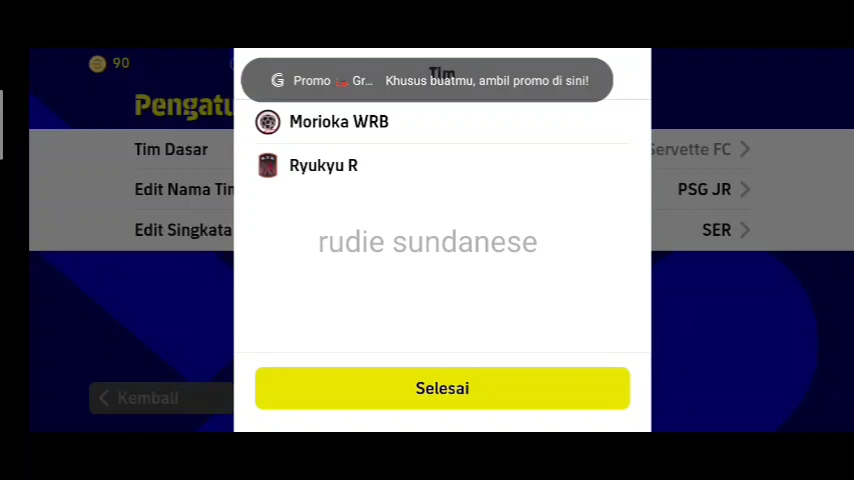 90
Tim
Promo Gr... Khusus buatmu, ambil promo di sini!
Pengatu
Morioka WRB
Tim Dasar
Servette FC
Ryukyu R
Edit Nama Tim
PSG JR
Edit Singkata
SER
rudie sundanese
Selesai
Kembali